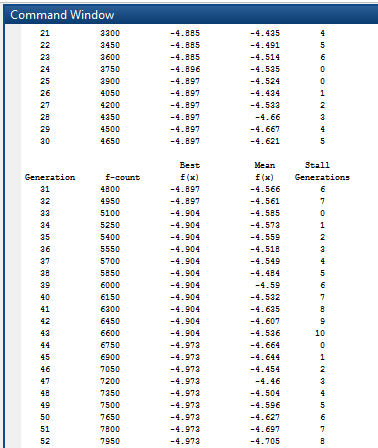 Command Window
21 3300 -4.885 -4.435 4
22 3450 -4.885 -4.491 5
23 3600 -4.885 -4.514 6
24 3750 -4.896 -4.535 0
25 3900 -4.897 -4.524 0
26 4050 -4.897 -4.434 1
27 4200 -4.897 -4.533 2
28 4350 -4.897 -4.66 3
29 4500 -4.897 -4.667 4
30 4650 -4.897 -4.621 5
Best Mean Stall
Generation f-count f(x) f(x) Generations
31 4800 -4.897 -4.566 6
32 4950 -4.897 -4.561 7
33 5100 -4.904 -4.585 0
34 5250 -4.904 -4.573 1
35 5400 -4.904 -4.559 2
36 5550 -4.904 -4.518 3
37 5700 -4.904 -4.549 4
38 5850 -4.904 -4.484 5
39 6000 -4.904 -4.59 6
40 6150 -4.904 -4.532 7
41 6300 -4.904 -4.635 8
42 6450 -4.904 -4.607 9
43 6600 -4.904 -4.536 10
44 6750 -4.973 -4.664 0
45 6900 -4.973 -4.644 1
46 7050 -4.973 -4.454 2
47 7200 -4.973 -4.46 3
48 7350 -4.973 -4.504 4
49 7500 -4.973 -4.596 5
50 7650 -4.973 -4.627 6
51 7800 -4.973 -4.697 7
52 7950 -4.973 -4.705 8